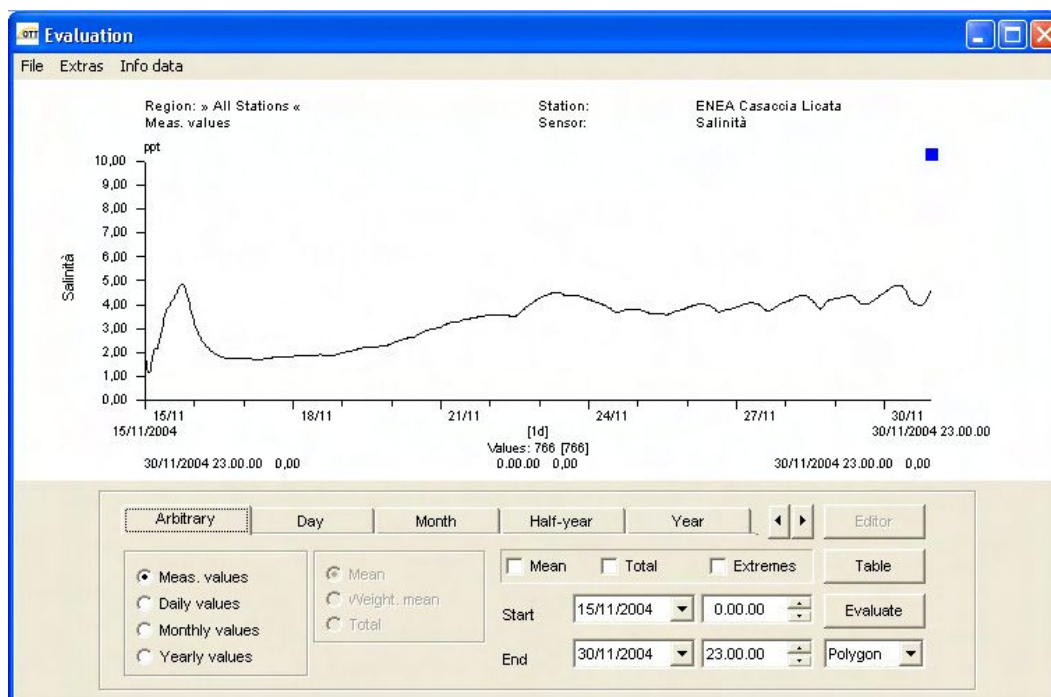 OTT Evaluation
File Extras Info data
Region: » All Stations « Station: ENEA Casaccia Licata
Meas. values Sensor: Salinità
ppt
10,00
9,00
8,00
7,00
6,00
5,00
4,00
3,00
2,00
1,00
0,00
Salinità
15/11 18/11 21/11 24/11 27/11 30/11
15/11/2004 [1d] 30/11/2004 23.00.00
Values: 766 [766]
30/11/2004 23.00.00 0,00 0.00.00 0,00 30/11/2004 23.00.00 0,00
Arbitrary Day Month Half-year Year Editor
Mean Total Extremes Table
Meas. values Mean
Daily values Weight. mean Start 15/11/2004 0.00.00 Evaluate
Monthly values Total
Yearly values End 30/11/2004 23.00.00 Polygon